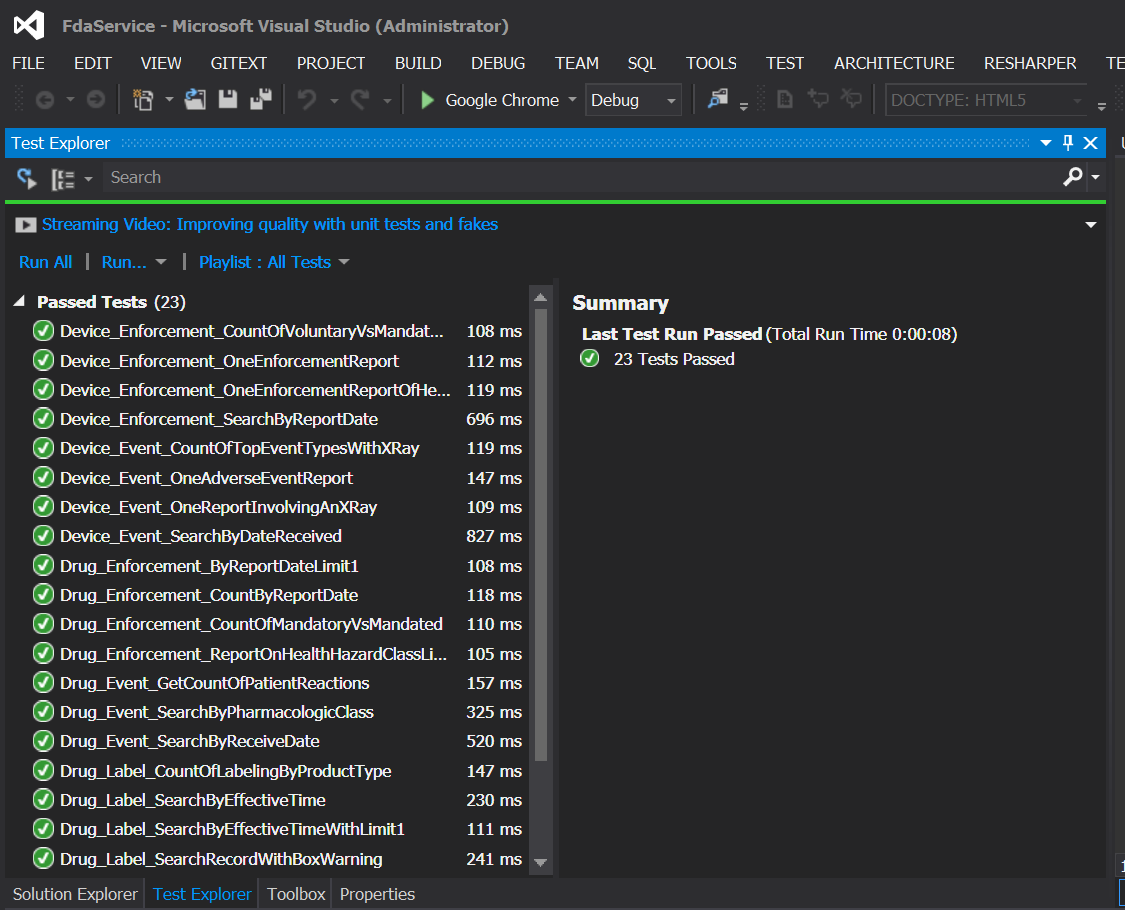 FdaService - Microsoft Visual Studio (Administrator)
FILE EDIT VIEW GITEXT PROJECT BUILD DEBUG TEAM SQL TOOLS TEST ARCHITECTURE RESHARPER TE
Google Chrome Debug DOCTYPE: HTML5
Test Explorer
Search
Streaming Video: Improving quality with unit tests and fakes
Run All | Run... | Playlist : All Tests
Passed Tests (23)
Device_Enforcement_CountOfVoluntaryVsMandat... 108 ms
Device_Enforcement_OneEnforcementReport 112 ms
Device_Enforcement_OneEnforcementReportOfHe... 119 ms
Device_Enforcement_SearchByReportDate 696 ms
Device_Event_CountOfTopEventTypesWithXRay 119 ms
Device_Event_OneAdverseEventReport 147 ms
Device_Event_OneReportInvolvingAnXRay 109 ms
Device_Event_SearchByDateReceived 827 ms
Drug_Enforcement_ByReportDateLimit1 108 ms
Drug_Enforcement_CountByReportDate 118 ms
Drug_Enforcement_CountOfMandatoryVsMandated 110 ms
Drug_Enforcement_ReportOnHealthHazardClassLi... 105 ms
Drug_Event_GetCountOfPatientReactions 157 ms
Drug_Event_SearchByPharmacologicClass 325 ms
Drug_Event_SearchByReceiveDate 520 ms
Drug_Label_CountOfLabelingByProductType 147 ms
Drug_Label_SearchByEffectiveTime 230 ms
Drug_Label_SearchByEffectiveTimeWithLimit1 111 ms
Drug_Label_SearchRecordWithBoxWarning 241 ms
Summary
Last Test Run Passed (Total Run Time 0:00:08)
23 Tests Passed
Solution Explorer Test Explorer Toolbox Properties